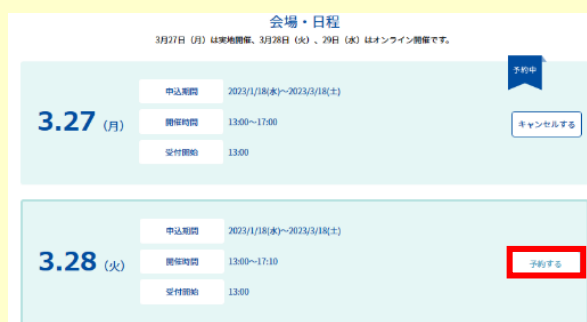 会場・日程
3月27日（月）は実地開催、3月28日（火）、29日（水）はオンライン開催です。
予約中
3.27（月）
申込期間 2023/1/18(水)～2023/3/18(土)
開催時間 13:00～17:00
受付開始 13:00
キャンセルする
3.28（火）
申込期間 2023/1/18(水)～2023/3/18(土)
開催時間 13:00～17:10
受付開始 13:00
予約する